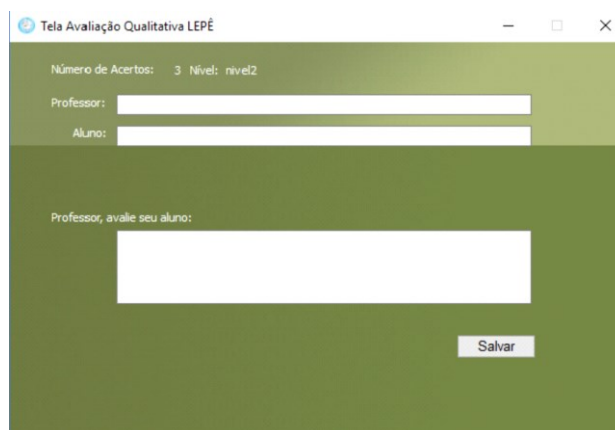 Tela Avaliação Qualitativa LEPÊ
Número de Acertos: 3 Nível: nivel2
Professor:
Aluno:
Professor, avalie seu aluno:
Salvar